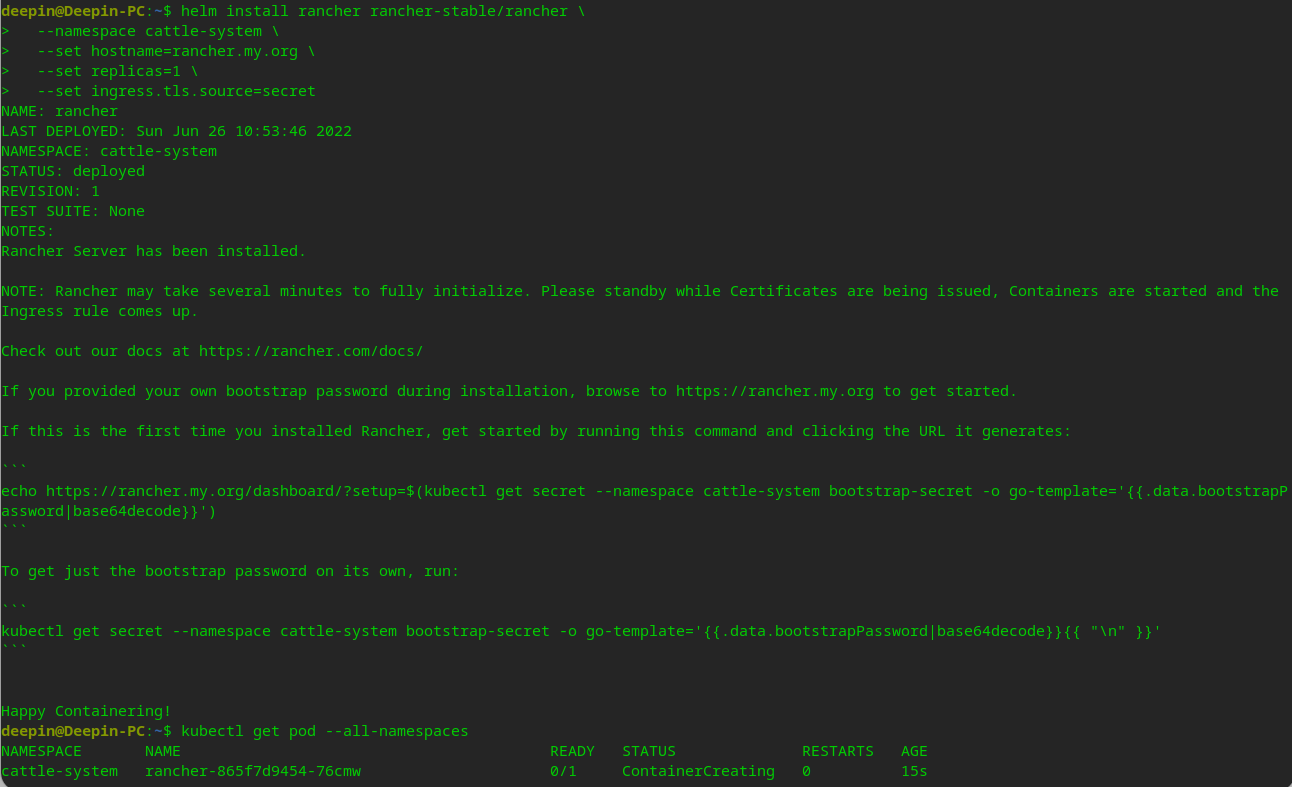 deepin@Deepin-PC:~$ helm install rancher rancher-stable/rancher \
>   --namespace cattle-system \
>   --set hostname=rancher.my.org \
>   --set replicas=1 \
>   --set ingress.tls.source=secret
NAME: rancher
LAST DEPLOYED: Sun Jun 26 10:53:46 2022
NAMESPACE: cattle-system
STATUS: deployed
REVISION: 1
TEST SUITE: None
NOTES:
Rancher Server has been installed.

NOTE: Rancher may take several minutes to fully initialize. Please standby while Certificates are being issued, Containers are started and the
Ingress rule comes up.

Check out our docs at https://rancher.com/docs/

If you provided your own bootstrap password during installation, browse to https://rancher.my.org to get started.

If this is the first time you installed Rancher, get started by running this command and clicking the URL it generates:

```
echo https://rancher.my.org/dashboard/?setup=$(kubectl get secret --namespace cattle-system bootstrap-secret -o go-template='{{.data.bootstrapP
assword|base64decode}}')
```

To get just the bootstrap password on its own, run:

```
kubectl get secret --namespace cattle-system bootstrap-secret -o go-template='{{.data.bootstrapPassword|base64decode}}{{ "\n" }}'
```


Happy Containering!
deepin@Deepin-PC:~$ kubectl get pod --all-namespaces
NAMESPACE       NAME                                         READY   STATUS              RESTARTS   AGE
cattle-system   rancher-865f7d9454-76cmw                     0/1     ContainerCreating   0          15s